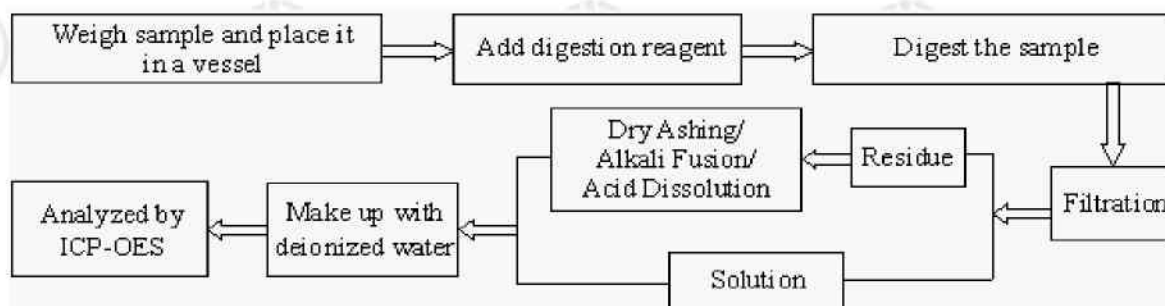 Weigh sample and place it
in a vessel
Add digestion reagent
Digest the sample
Filtration
Residue
Dry Ashing/
Alkali Fusion/
Acid Dissolution
Solution
Make up with
deionized water
Analyzed by
ICP-OES